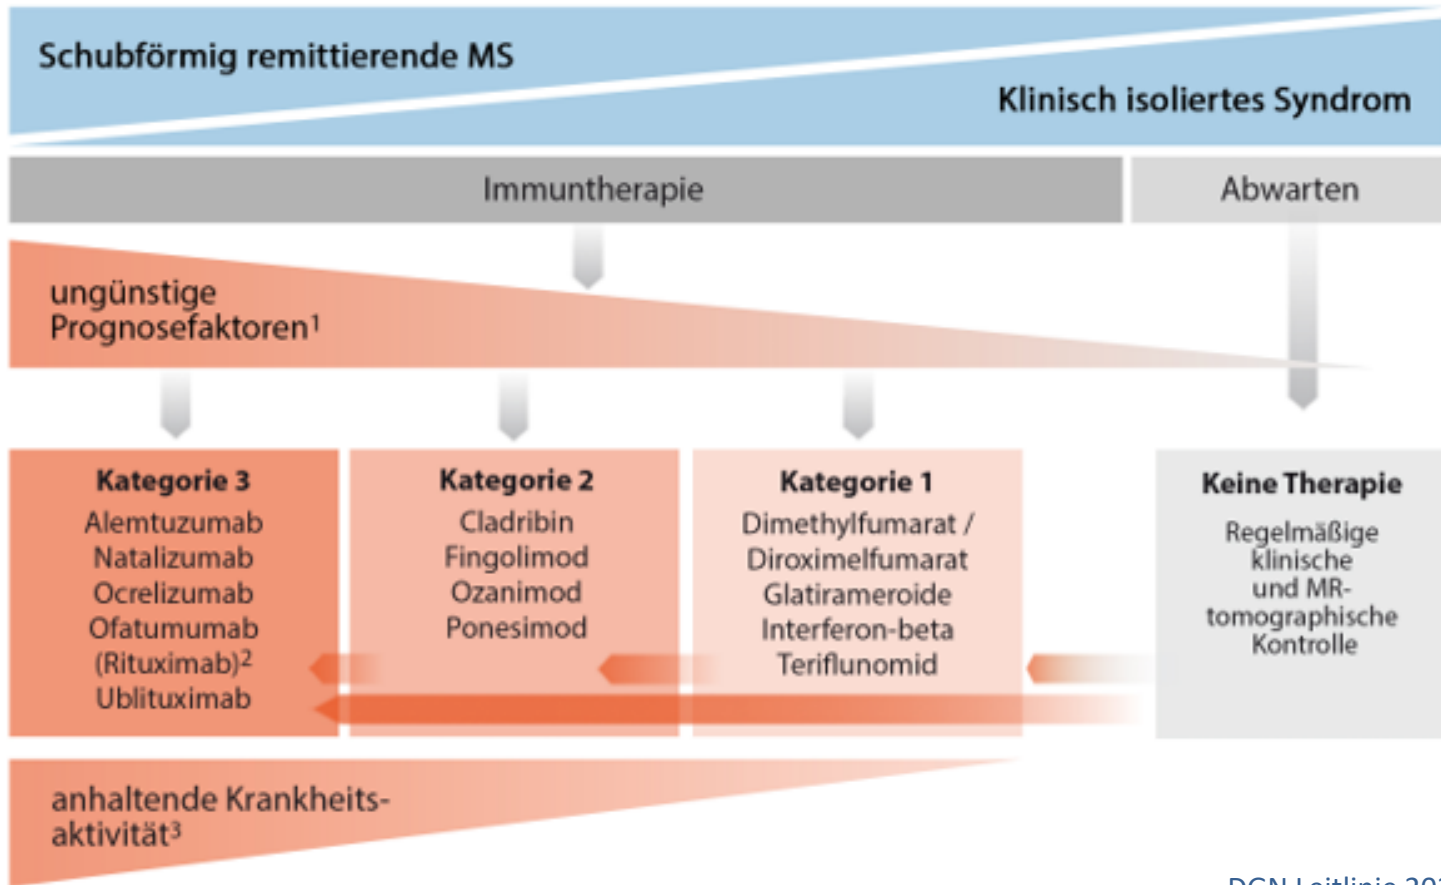 Schubförmig remittierende MS
Klinisch isoliertes Syndrom
Immuntherapie
Abwarten
ungünstige
Prognosefaktoren¹
Kategorie 3
Alemtuzumab
Natalizumab
Ocrelizumab
Ofatumumab
(Rituximab)²
Ublituximab
Kategorie 2
Cladribin
Fingolimod
Ozanimod
Ponesimod
Kategorie 1
Dimethylfumarat /
Diroximelfumarat
Glatirameroide
Interferon-beta
Teriflunomid
Keine Therapie
Regelmäßige
klinische
und MR-
tomographische
Kontrolle
anhaltende Krankheits-
aktivität³
DGN Leitlinie